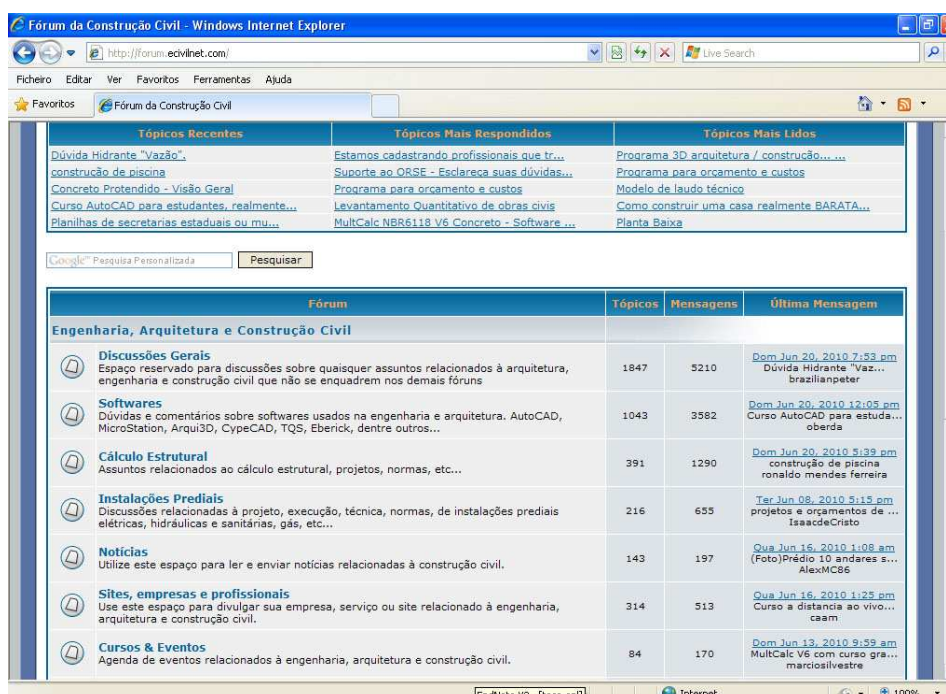 Fórum da Construção Civil - Windows Internet Explorer
http://forum.ecivilnet.com/
Live Search
Ficheiro Editar Ver Favoritos Ferramentas Ajuda
Favoritos Fórum da Construção Civil
Tópicos Recentes Tópicos Mais Respondidos Tópicos Mais Lidos
Dúvida Hidrante "Vazão". Estamos cadastrando profissionais que tr... Programa 3D arquitetura / construcão... ...
construcão de piscina Suporte ao ORSE - Esclareça suas dúvidas... Programa para orcamento e custos
Concreto Protendido - Visão Geral Programa para orcamento e custos Modelo de laudo técnico
Curso AutoCAD para estudantes, realmente... Levantamento Quantitativo de obras civis Como construir uma casa realmente BARATA...
Planilhas de secretarias estaduais ou mu... MultCalc NBR6118 V6 Concreto - Software ... Planta Baixa
Google™ Pesquisa Personalizada Pesquisar
Fórum Tópicos Mensagens Última Mensagem
Engenharia, Arquitetura e Construção Civil
Discussões Gerais
Espaço reservado para discussões sobre quaisquer assuntos relacionados à arquitetura,
engenharia e construção civil que não se enquadrem nos demais fóruns
1847 5210
Dom Jun 20, 2010 7:53 pm
Dúvida Hidrante "Vaz...
brazilianpeter
Softwares
Dúvidas e comentários sobre softwares usados na engenharia e arquitetura. AutoCAD,
MicroStation, Arqui3D, CypeCAD, TQS, Eberick, dentre outros...
1043 3582
Dom Jun 20, 2010 12:05 pm
Curso AutoCAD para estuda...
oberda
Cálculo Estrutural
Assuntos relacionados ao cálculo estrutural, projetos, normas, etc...
391 1290
Dom Jun 20, 2010 5:39 pm
construção de piscina
ronaldo mendes ferreira
Instalações Prediais
Discussões relacionadas à projeto, execução, técnica, normas, de instalações prediais
elétricas, hidráulicas e sanitárias, gás, etc...
216 655
Ter Jun 08, 2010 5:15 pm
projetos e orçamentos de ...
IsaacdeCristo
Notícias
Utilize este espaço para ler e enviar notícias relacionadas à construção civil.
143 197
Qua Jun 16, 2010 1:08 am
(Foto)Prédio 10 andares s...
AlexMC86
Sites, empresas e profissionais
Use este espaço para divulgar sua empresa, serviço ou site relacionado à engenharia,
arquitetura e construção civil.
314 513
Qua Jun 16, 2010 1:25 pm
Curso a distancia ao vivo...
caam
Cursos & Eventos
Agenda de eventos relacionados à engenharia, arquitetura e construção civil.
84 170
Dom Jun 13, 2010 9:59 am
MultCalc V6 com curso gra...
marciosilvestre
Internet 100%